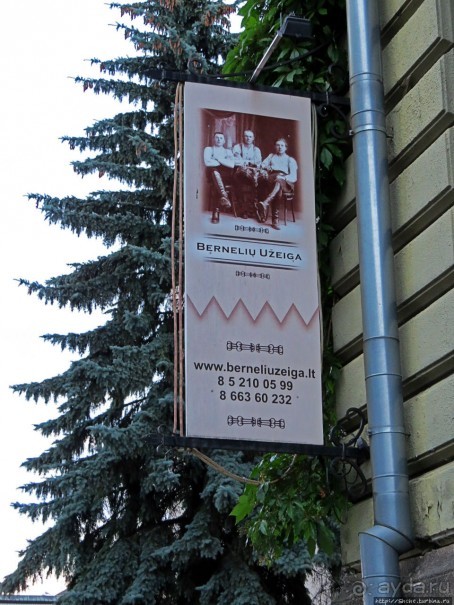 Bernelių Užeiga
www.berneliuzeiga.lt
8 5 210 05 99
8 663 60 232
ayda.ru